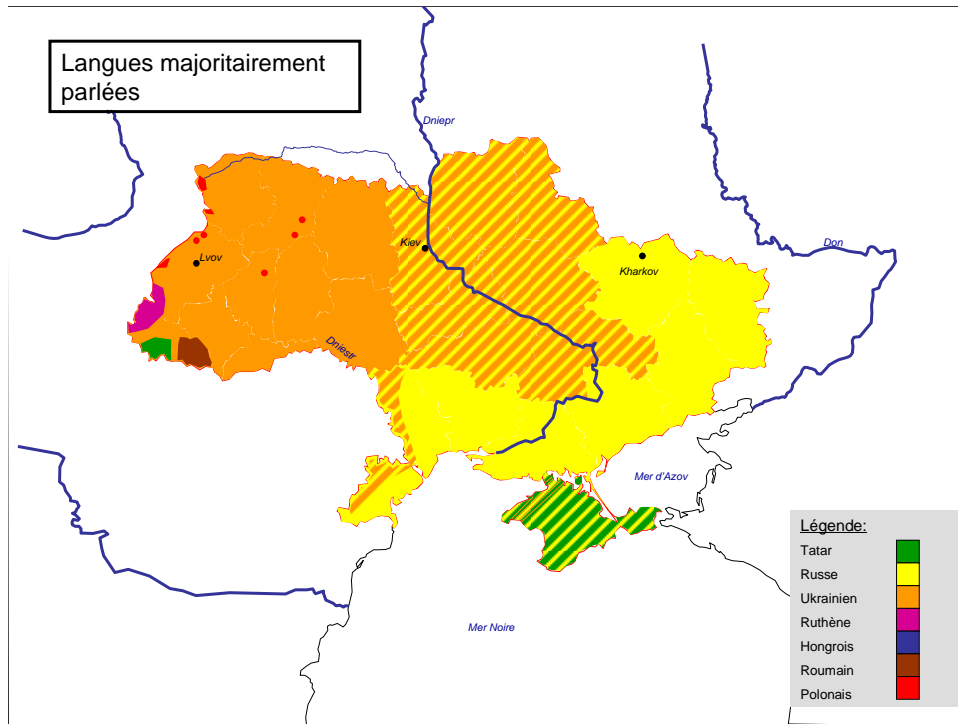 Langues majoritairement
parlées
Dniepr
Kiev
Don
Lvov
Kharkov
Dniestr
Mer d'Azov
Mer Noire
Légende:
Tatar
Russe
Ukrainien
Ruthène
Hongrois
Roumain
Polonais